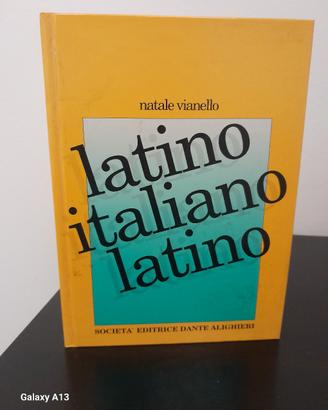 natale vianello
latino
italiano
latino
SOCIETA' EDITRICE DANTE ALIGHIERI
Galaxy A13